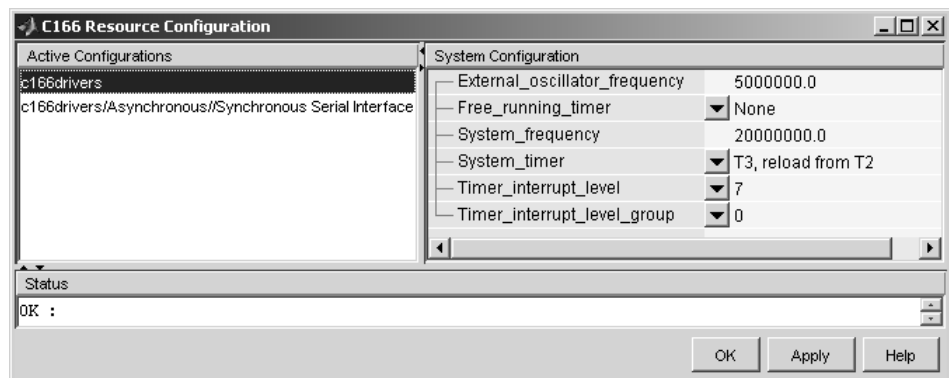 C166 Resource Configuration
Active Configurations
c166drivers
c166drivers/Asynchronous//Synchronous Serial Interface
System Configuration
External_oscillator_frequency 5000000.0
Free_running_timer None
System_frequency 20000000.0
System_timer T3, reload from T2
Timer_interrupt_level 7
Timer_interrupt_level_group 0
Status
OK :
OK Apply Help